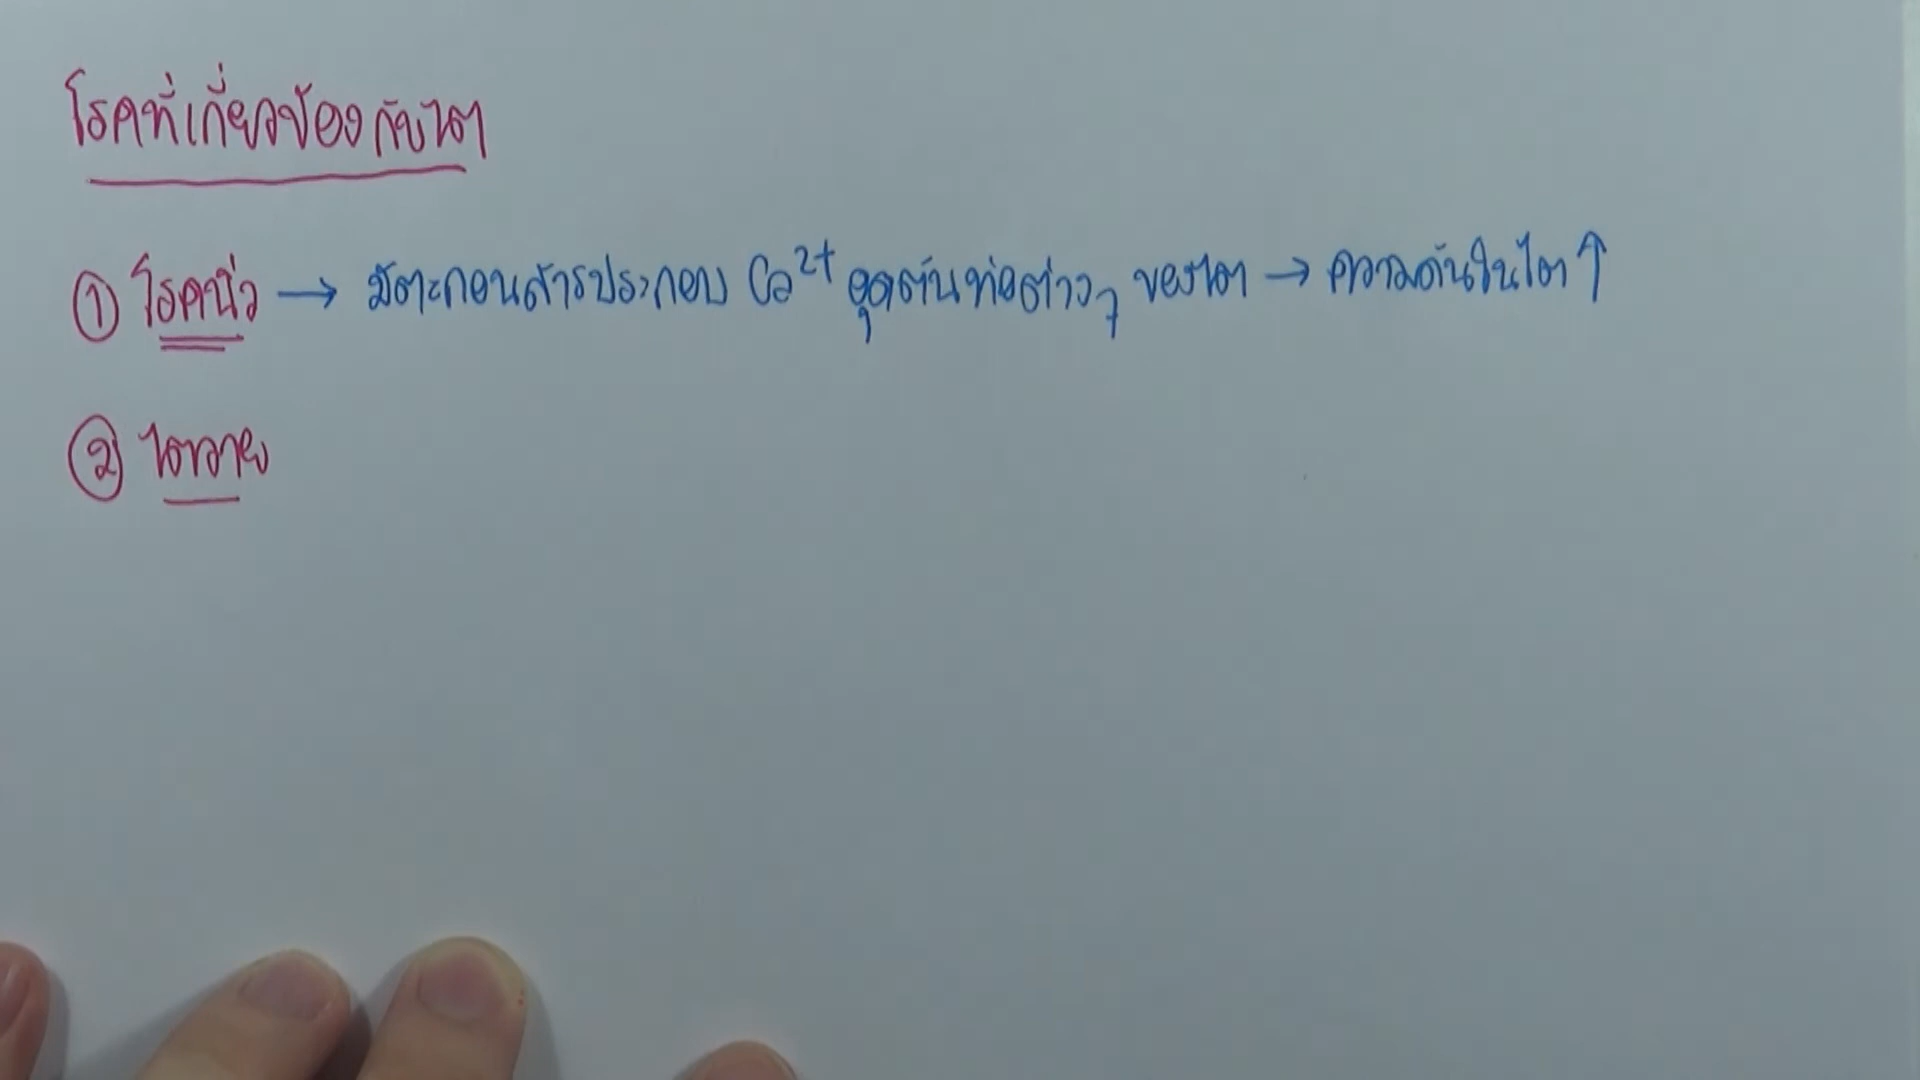 โรคที่เกี่ยวข้องกับไต
① โรคนิ่ว → มีตะกอนสารประกอบ Ca²⁺ อุดตันท่อต่างๆ ของไต → ความดันในไต ↑
② ไตวาย